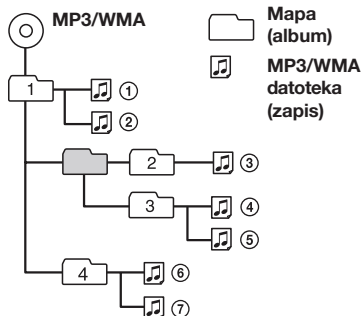 MP3/WMA
Mapa
(album)
MP3/WMA
datoteka
(zapis)
1
①
②
2
③
3
④
⑤
4
⑥
⑦